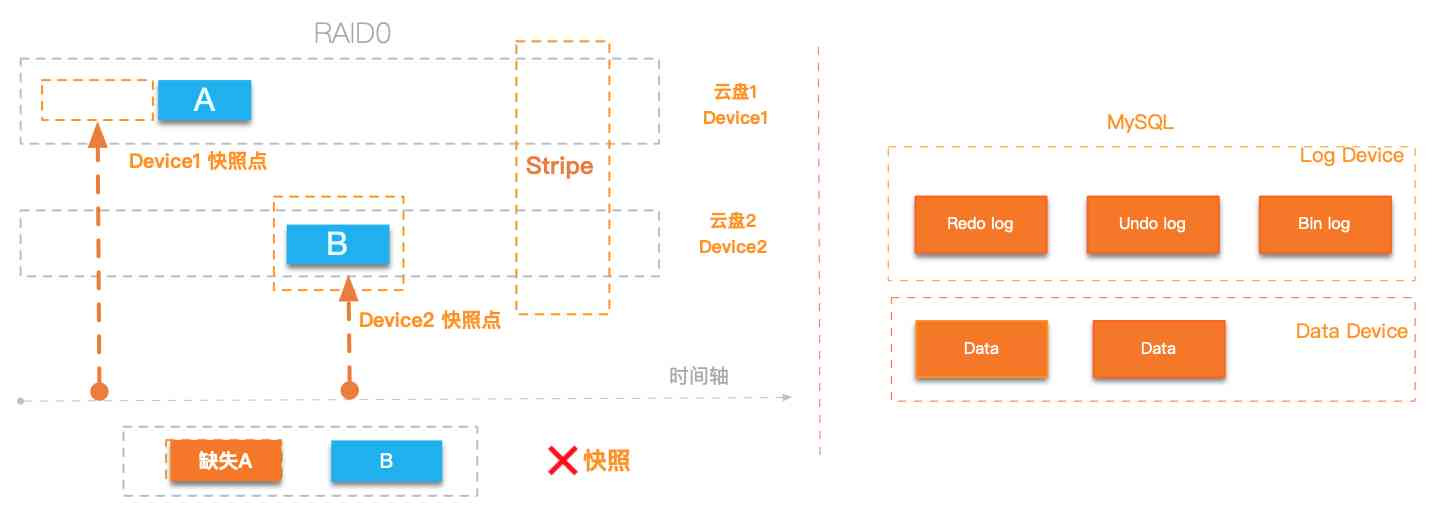 RAID0
A
云盘1
Device1
Device1 快照点
Stripe
云盘2
Device2
B
Device2 快照点
时间轴
缺失A
B
快照
MySQL
Log Device
Redo log
Undo log
Bin log
Data Device
Data
Data